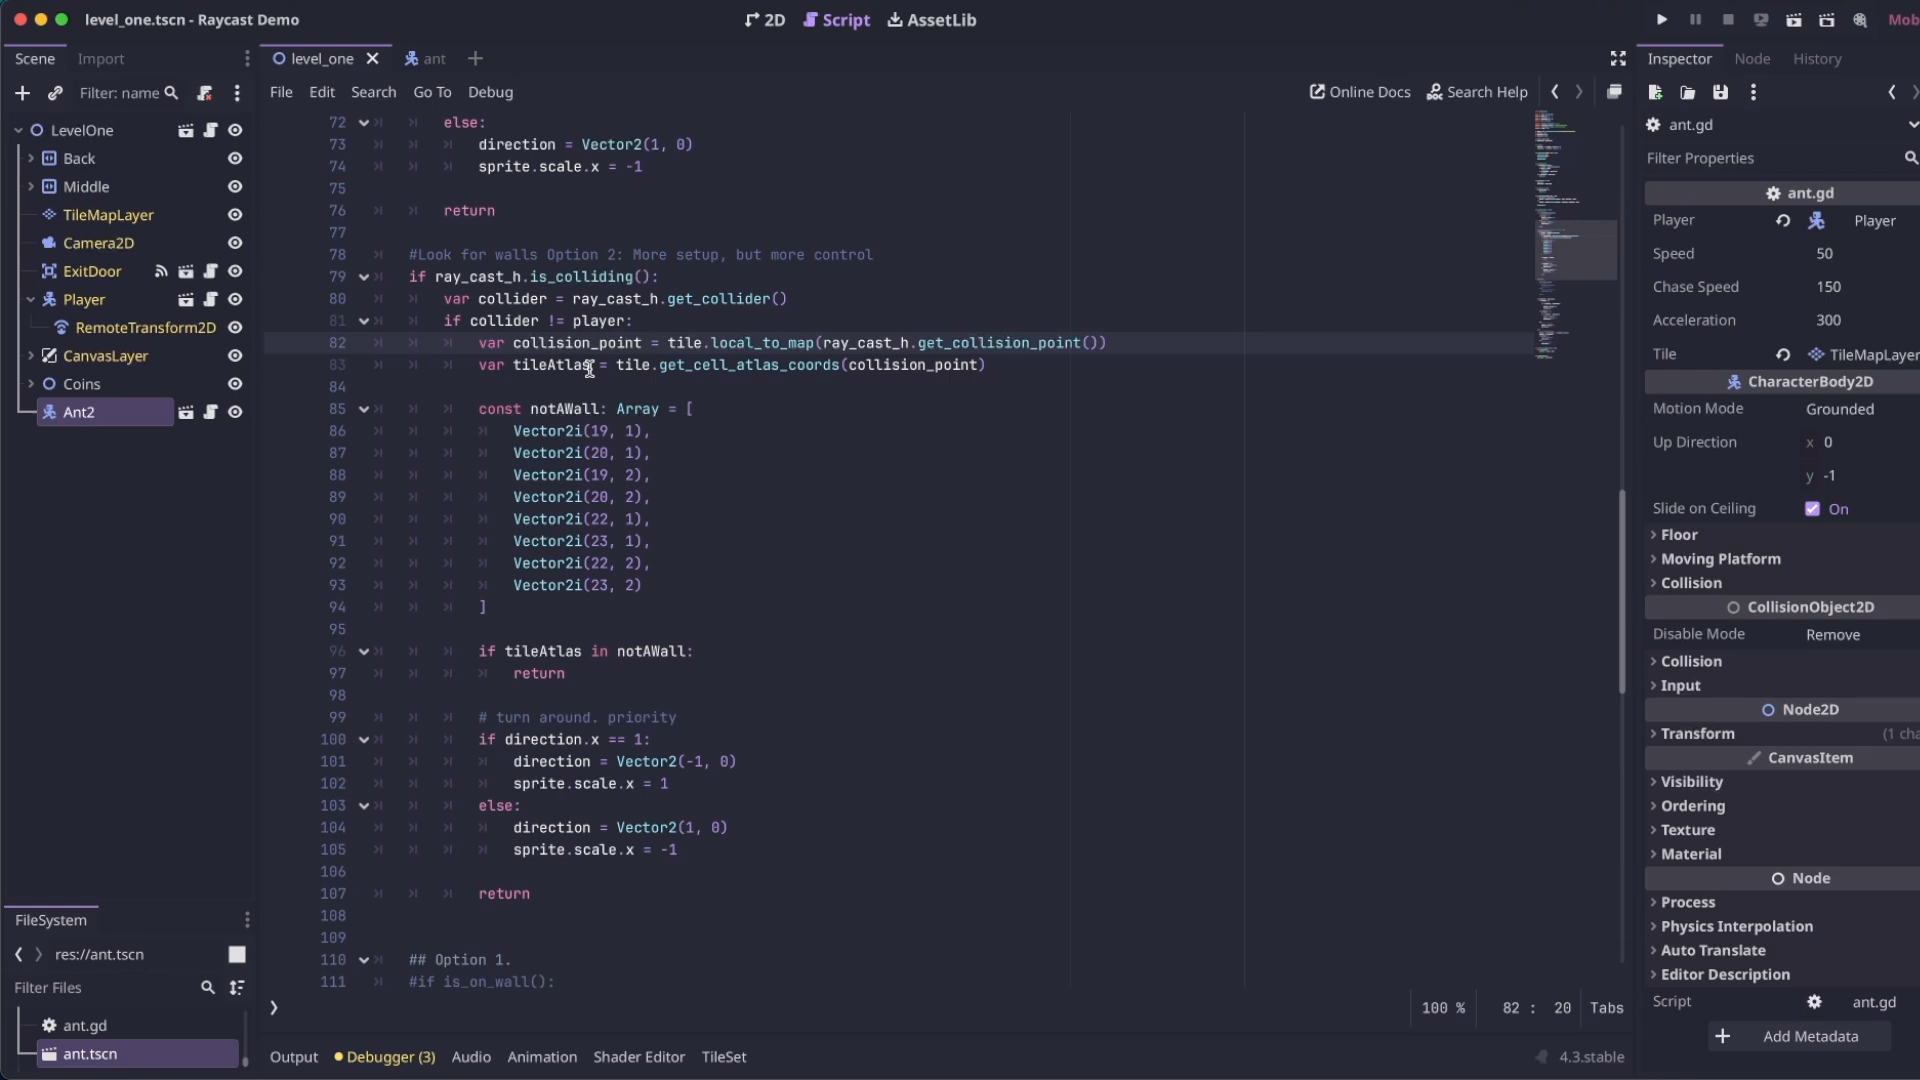 level_one.tscn - Raycast Demo
2D
Script
AssetLib
Mob
Scene
Import
level_one
ant
Inspector
Node
History
Filter: name
File
Edit
Search
Go To
Debug
Online Docs
Search Help
LevelOne
Back
Middle
TileMapLayer
Camera2D
ExitDoor
Player
RemoteTransform2D
CanvasLayer
Coins
Ant2
72 else:
73 direction = Vector2(1, 0)
74 sprite.scale.x = -1
75
76 return
77
78 #Look for walls Option 2: More setup, but more control
79 if ray_cast_h.is_colliding():
80 var collider = ray_cast_h.get_collider()
81 if collider != player:
82 var collision_point = tile.local_to_map(ray_cast_h.get_collision_point())
83 var tileAtlas = tile.get_cell_atlas_coords(collision_point)
84
85 const notAWall: Array = [
86 Vector2i(19, 1),
87 Vector2i(20, 1),
88 Vector2i(19, 2),
89 Vector2i(20, 2),
90 Vector2i(22, 1),
91 Vector2i(23, 1),
92 Vector2i(22, 2),
93 Vector2i(23, 2)
94 ]
95
96 if tileAtlas in notAWall:
97 return
98
99 # turn around. priority
100 if direction.x == 1:
101 direction = Vector2(-1, 0)
102 sprite.scale.x = 1
103 else:
104 direction = Vector2(1, 0)
105 sprite.scale.x = -1
106
107 return
108
109
110 ## Option 1.
111 #if is_on_wall():
100 %
82 : 20
Tabs
FileSystem
res://ant.tscn
Filter Files
ant.gd
ant.tscn
Output
Debugger (3)
Audio
Animation
Shader Editor
TileSet
4.3.stable
ant.gd
Filter Properties
ant.gd
Player Player
Speed 50
Chase Speed 150
Acceleration 300
Tile TileMapLayer
CharacterBody2D
Motion Mode Grounded
Up Direction x 0
y -1
Slide on Ceiling On
Floor
Moving Platform
Collision
CollisionObject2D
Disable Mode Remove
Collision
Input
Node2D
Transform (1 cha
CanvasItem
Visibility
Ordering
Texture
Material
Node
Process
Physics Interpolation
Auto Translate
Editor Description
Script ant.gd
Add Metadata